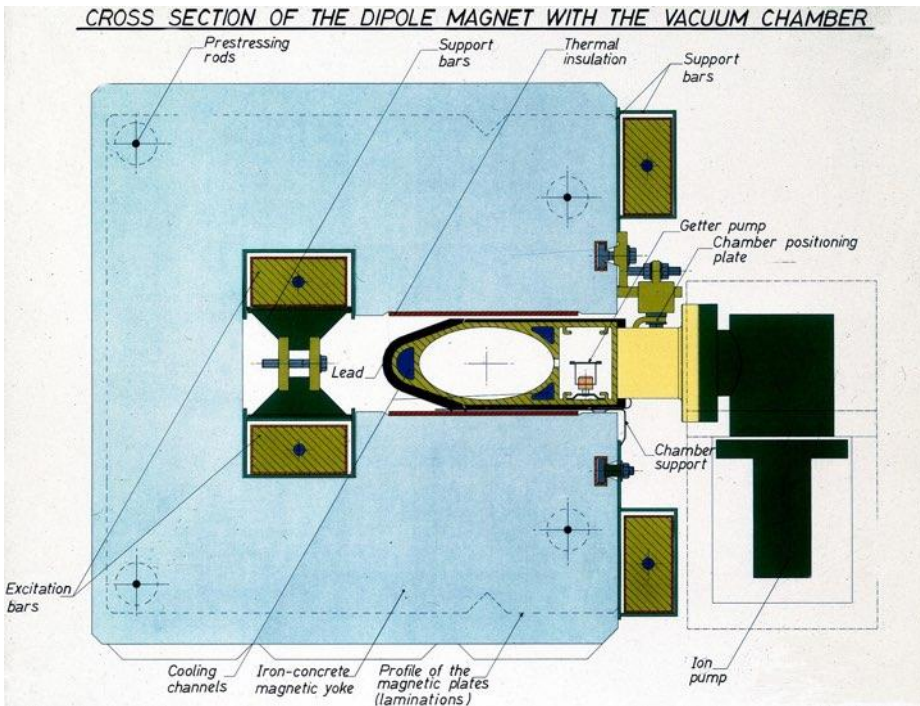 CROSS SECTION OF THE DIPOLE MAGNET WITH THE VACUUM CHAMBER
Prestressing
rods
Support
bars
Thermal
insulation
Support
bars
Getter pump
Chamber positioning
plate
Lead
Chamber
support
Excitation
bars
Cooling
channels
Iron-concrete
magnetic yoke
Profile of the
magnetic plates
(laminations)
Ion
pump